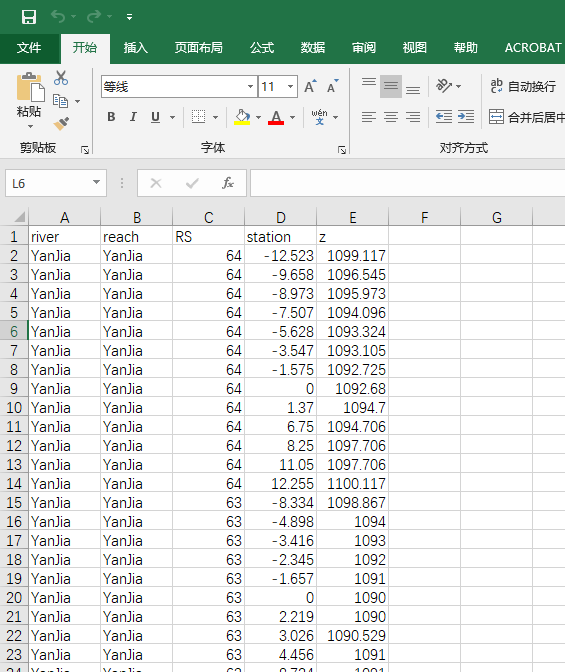 文件 开始 插入 页面布局 公式 数据 审阅 视图 帮助 ACROBAT
等线 11 A A
ab 自动换行
粘贴 B I U A wén 文 合并后居中
剪贴板 字体 对齐方式
L6 fx
A B C D E F G
1 river reach RS station z
2 YanJia YanJia 64 -12.523 1099.117
3 YanJia YanJia 64 -9.658 1096.545
4 YanJia YanJia 64 -8.973 1095.973
5 YanJia YanJia 64 -7.507 1094.096
6 YanJia YanJia 64 -5.628 1093.324
7 YanJia YanJia 64 -3.547 1093.105
8 YanJia YanJia 64 -1.575 1092.725
9 YanJia YanJia 64 0 1092.68
10 YanJia YanJia 64 1.37 1094.7
11 YanJia YanJia 64 6.75 1094.706
12 YanJia YanJia 64 8.25 1097.706
13 YanJia YanJia 64 11.05 1097.706
14 YanJia YanJia 64 12.255 1100.117
15 YanJia YanJia 63 -8.334 1098.867
16 YanJia YanJia 63 -4.898 1094
17 YanJia YanJia 63 -3.416 1093
18 YanJia YanJia 63 -2.345 1092
19 YanJia YanJia 63 -1.657 1091
20 YanJia YanJia 63 0 1090
21 YanJia YanJia 63 2.219 1090
22 YanJia YanJia 63 3.026 1090.529
23 YanJia YanJia 63 4.456 1091